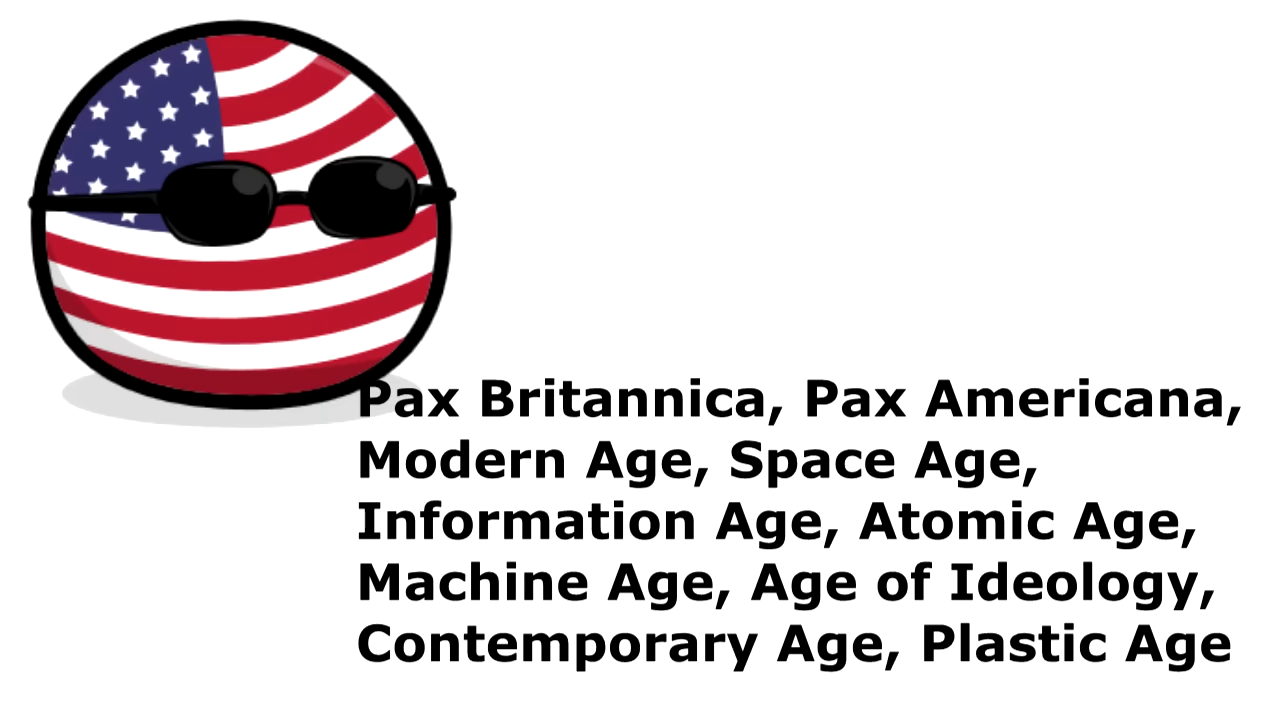 Pax Britannica, Pax Americana,
Modern Age, Space Age,
Information Age, Atomic Age,
Machine Age, Age of Ideology,
Contemporary Age, Plastic Age